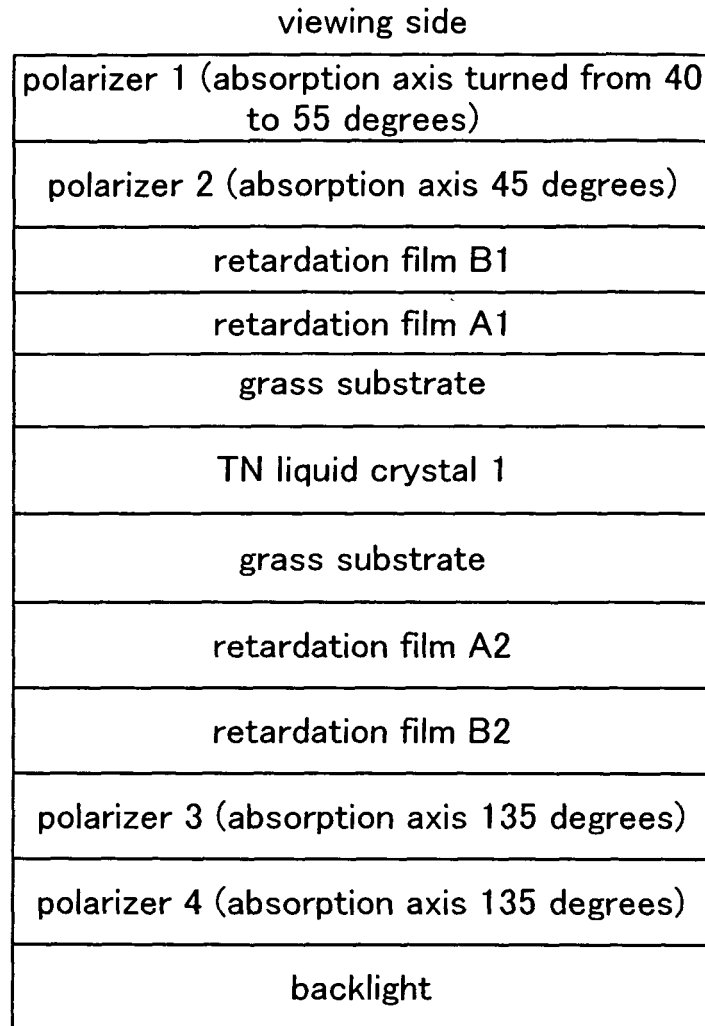 viewing side
polarizer 1 (absorption axis turned from 40
to 55 degrees)
polarizer 2 (absorption axis 45 degrees)
retardation film B1
retardation film A1
grass substrate
TN liquid crystal 1
grass substrate
retardation film A2
retardation film B2
polarizer 3 (absorption axis 135 degrees)
polarizer 4 (absorption axis 135 degrees)
backlight